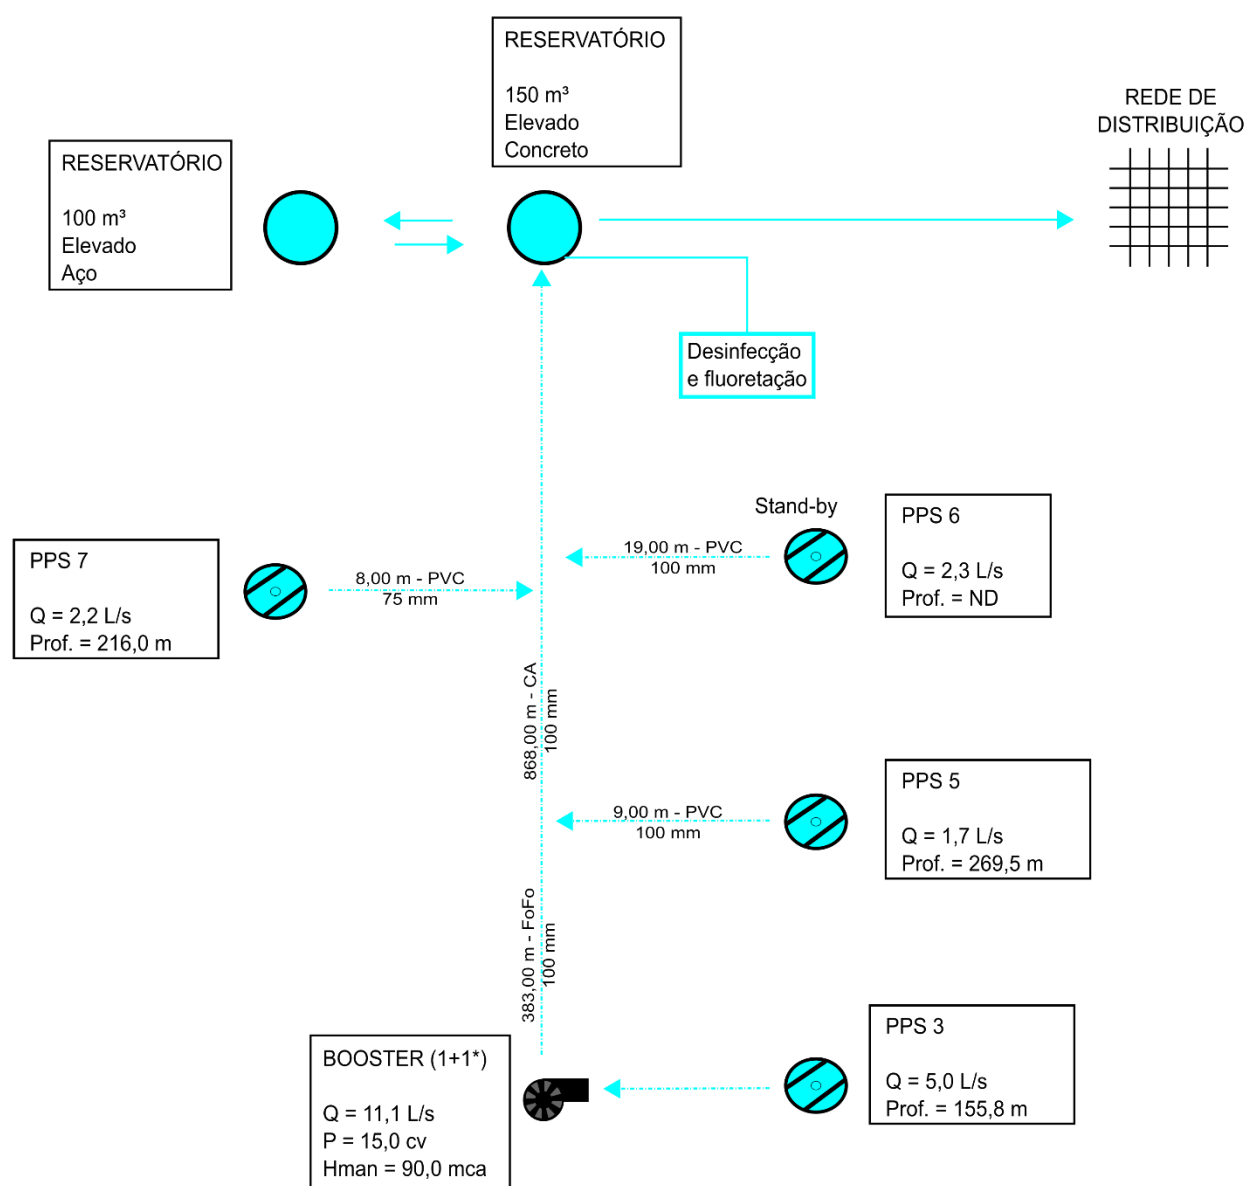 RESERVATÓRIO
150 m³
Elevado
Concreto
REDE DE
DISTRIBUIÇÃO
RESERVATÓRIO
100 m³
Elevado
Aço
Desinfecção
e fluoretação
Stand-by
PPS 6
Q = 2,3 L/s
Prof. = ND
19,00 m - PVC
100 mm
PPS 7
Q = 2,2 L/s
Prof. = 216,0 m
8,00 m - PVC
75 mm
868,00 m - CA
100 mm
PPS 5
Q = 1,7 L/s
Prof. = 269,5 m
9,00 m - PVC
100 mm
383,00 m - FoFo
100 mm
PPS 3
Q = 5,0 L/s
Prof. = 155,8 m
BOOSTER (1+1*)
Q = 11,1 L/s
P = 15,0 cv
Hman = 90,0 mca